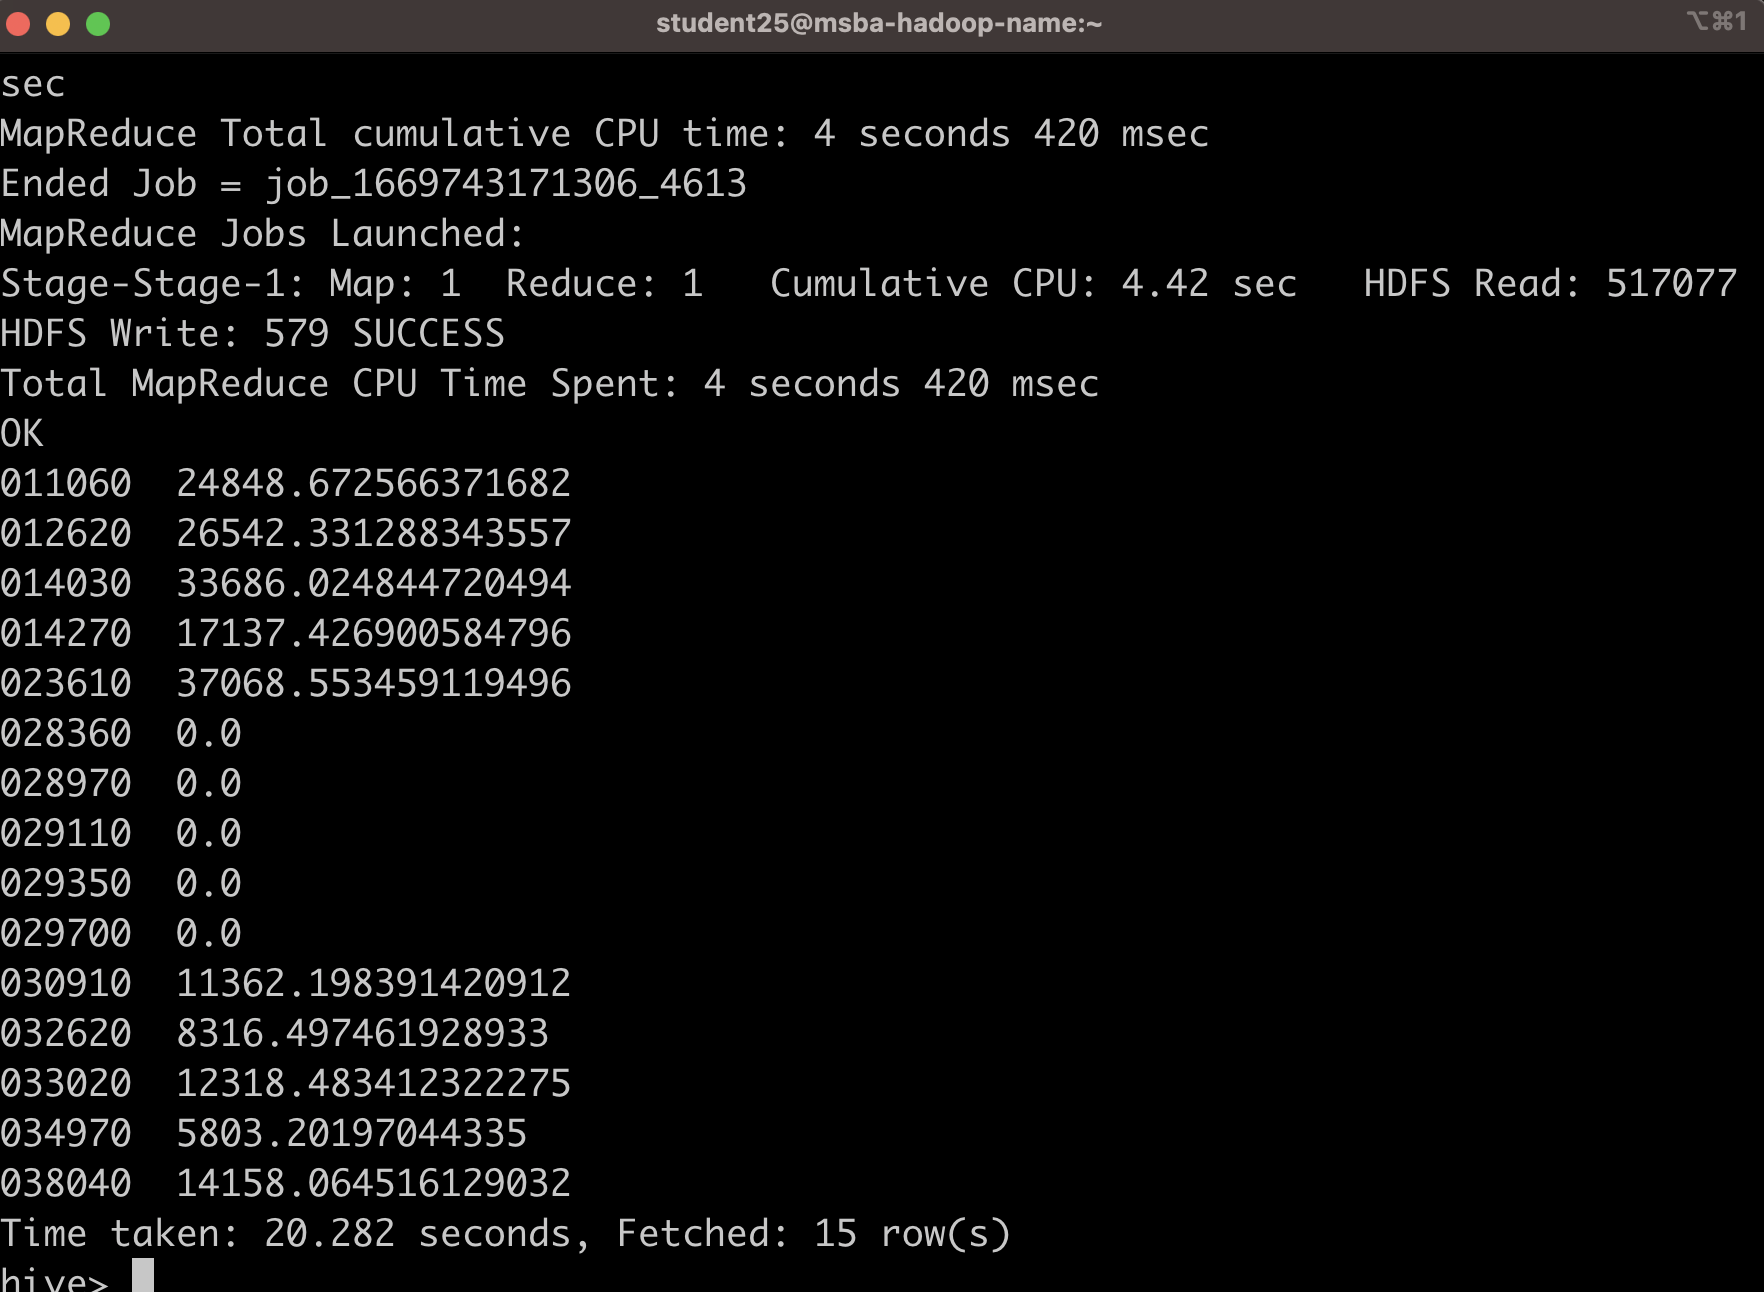 student25@msba-hadoop-name:~
⌥⌘1
sec
MapReduce Total cumulative CPU time: 4 seconds 420 msec
Ended Job = job_1669743171306_4613
MapReduce Jobs Launched:
Stage-Stage-1: Map: 1  Reduce: 1   Cumulative CPU: 4.42 sec   HDFS Read: 517077
HDFS Write: 579 SUCCESS
Total MapReduce CPU Time Spent: 4 seconds 420 msec
OK
011060  24848.672566371682
012620  26542.331288343557
014030  33686.024844720494
014270  17137.426900584796
023610  37068.553459119496
028360  0.0
028970  0.0
029110  0.0
029350  0.0
029700  0.0
030910  11362.198391420912
032620  8316.497461928933
033020  12318.483412322275
034970  5803.20197044335
038040  14158.064516129032
Time taken: 20.282 seconds, Fetched: 15 row(s)
hive>